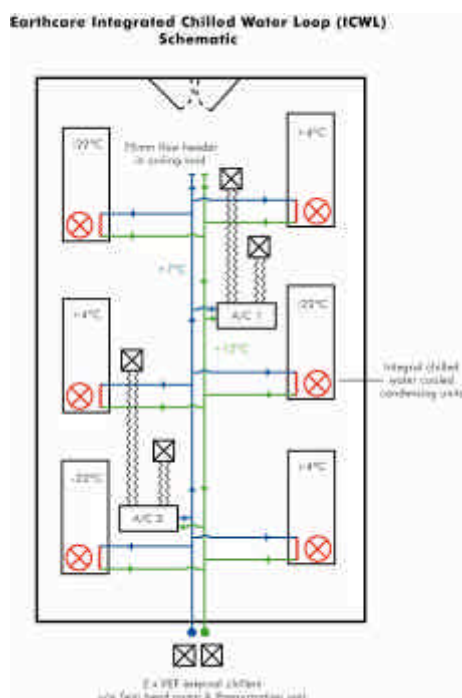 Earthcare Integrated Chilled Water Loop (ICWL)
Schematic
-22°C
+4°C
75mm flow header
in ceiling void
+7°C
A/C 1
+4°C
-22°C
+12°C
Integral chilled
water cooled
condensing units
-22°C
+4°C
A/C 2
2 x external chillers